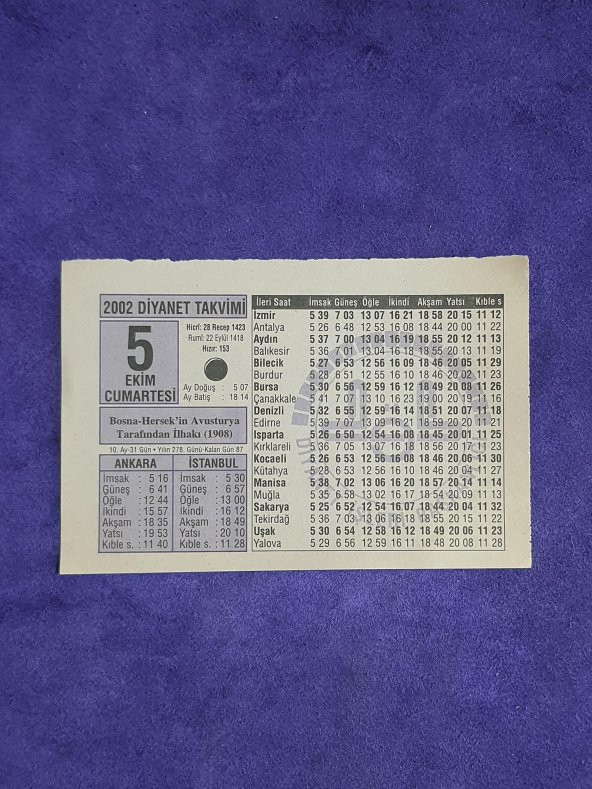 2002 DİYANET TAKVİMİ
5
EKİM
CUMARTESİ
Hicrî: 28 Recep 1423
Rumî: 22 Eylül 1418
Hızır: 153
Ay Doğuş : 5 07
Ay Batış : 18 14
Bosna-Hersek'in Avusturya
Tarafından İlhakı (1908)
10. Ay-31 Gün • Yılım 278. Günü-Kalan Gün 87
ANKARA
İmsak : 5 16
Güneş : 6 41
Öğle : 12 44
İkindi : 15 57
Akşam : 18 35
Yatsı : 19 53
Kıble s. : 11 40
İSTANBUL
İmsak : 5 30
Güneş : 6 57
Öğle : 13 00
İkindi : 16 12
Akşam : 18 49
Yatsı : 20 10
Kıble s. : 11 28
İleri Saat İmsak Güneş Öğle İkindi Akşam Yatsı Kıble s
İzmir 5 39 7 03 13 07 16 21 18 58 20 15 11 12
Antalya 5 26 6 48 12 53 16 08 18 44 20 00 11 22
Aydın 5 37 7 00 13 04 16 19 18 55 20 12 11 13
Balıkesir 5 36 7 01 13 04 16 18 18 55 20 13 11 19
Bilecik 5 27 6 53 12 56 16 09 18 46 20 05 11 29
Burdur 5 28 6 51 12 55 16 10 18 46 20 02 11 23
Bursa 5 30 6 56 12 59 16 12 18 49 20 08 11 26
Çanakkale 5 41 7 07 13 10 16 23 19 00 20 19 11 16
Denizli 5 32 6 55 12 59 16 14 18 51 20 07 11 18
Edirne 5 39 7 07 13 09 16 21 18 59 20 20 11 21
Isparta 5 26 6 50 12 54 16 08 18 45 20 01 11 25
Kırklareli 5 36 7 05 13 07 16 18 18 56 20 18 11 23
Kocaeli 5 26 6 53 12 56 16 08 18 46 20 06 11 30
Kütahya 5 28 6 53 12 56 16 10 18 46 20 04 11 27
Manisa 5 38 7 02 13 06 16 20 18 57 20 14 11 14
Muğla 5 35 6 58 13 02 16 17 18 53 20 09 11 14
Sakarya 5 25 6 52 12 54 16 07 18 44 20 04 11 32
Tekirdağ 5 36 7 03 13 06 16 18 18 55 20 16 11 22
Uşak 5 30 6 54 12 58 16 12 18 49 20 06 11 23
Yalova 5 29 6 56 12 59 16 11 18 48 20 08 11 28